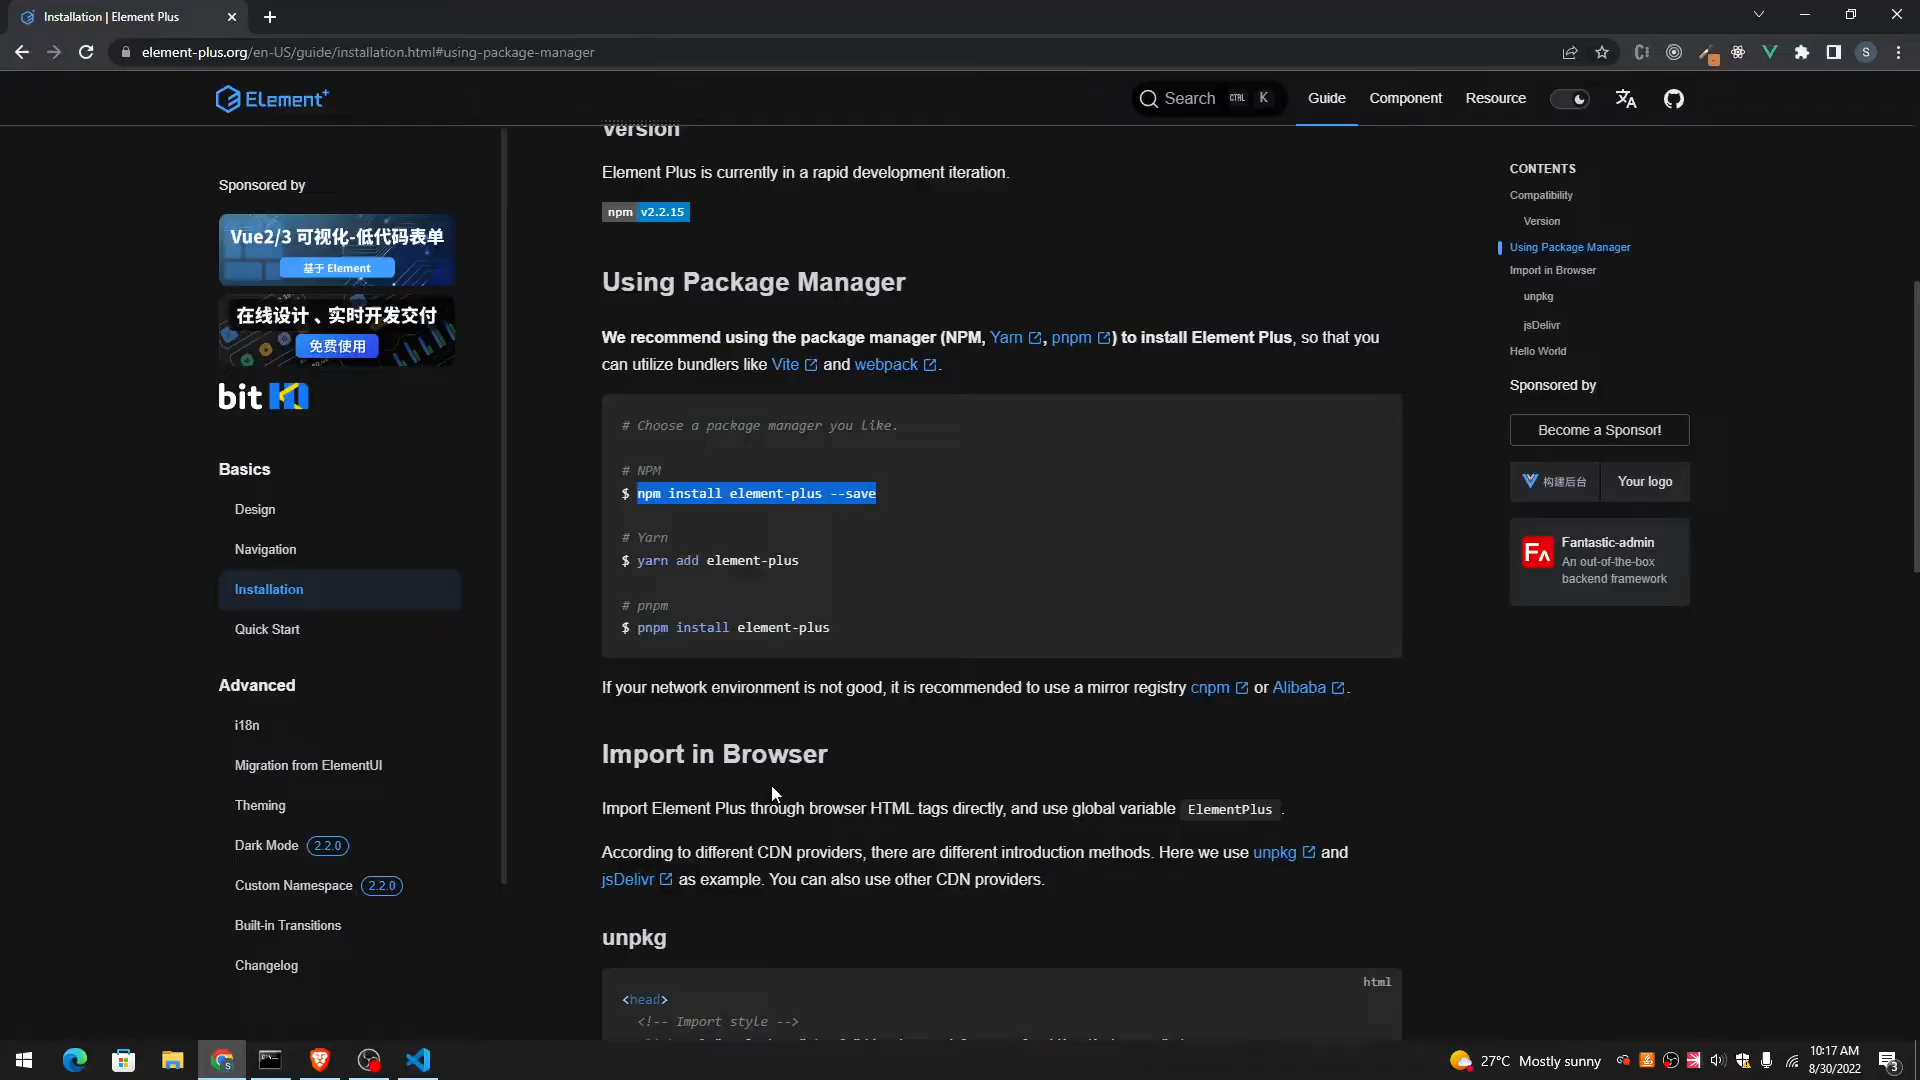 Installation | Element Plus
element-plus.org/en-US/guide/installation.html#using-package-manager
S
Element+
Search CTRL K
Guide
Component
Resource
Sponsored by
Vue2/3 可视化-低代码表单
基于 Element
在线设计、实时开发交付
免费使用
bit
Basics
Design
Navigation
Installation
Quick Start
Advanced
i18n
Migration from ElementUI
Theming
Dark Mode 2.2.0
Custom Namespace 2.2.0
Built-in Transitions
Changelog
Version
Element Plus is currently in a rapid development iteration.
npm v2.2.15
Using Package Manager
We recommend using the package manager (NPM, Yarn, pnpm) to install Element Plus, so that you
can utilize bundlers like Vite and webpack.
# Choose a package manager you like.
# NPM
$ npm install element-plus --save
# Yarn
$ yarn add element-plus
# pnpm
$ pnpm install element-plus
If your network environment is not good, it is recommended to use a mirror registry cnpm or Alibaba.
Import in Browser
Import Element Plus through browser HTML tags directly, and use global variable ElementPlus.
According to different CDN providers, there are different introduction methods. Here we use unpkg and
jsDelivr as example. You can also use other CDN providers.
unpkg
html
<head>
<!-- Import style -->
CONTENTS
Compatibility
Version
Using Package Manager
Import in Browser
unpkg
jsDelivr
Hello World
Sponsored by
Become a Sponsor!
构建后台
Your logo
FA
Fantastic-admin
An out-of-the-box
backend framework
27°C Mostly sunny
10:17 AM
8/30/2022
3